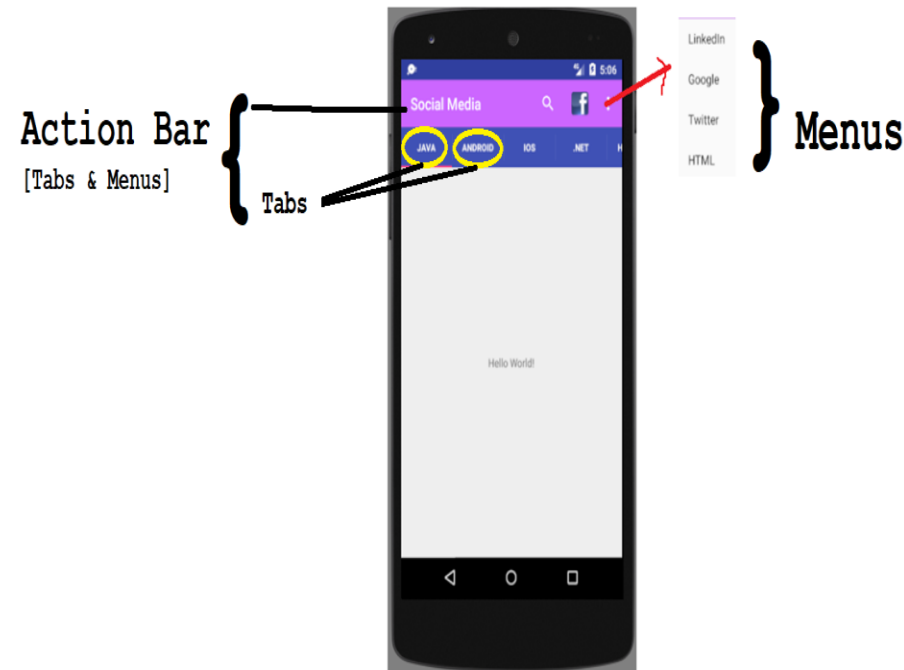 5:06
Social Media
f
JAVA ANDROID IOS .NET H
Hello World!
Action Bar
[Tabs & Menus]
Tabs
LinkedIn
Google
Twitter
HTML
Menus